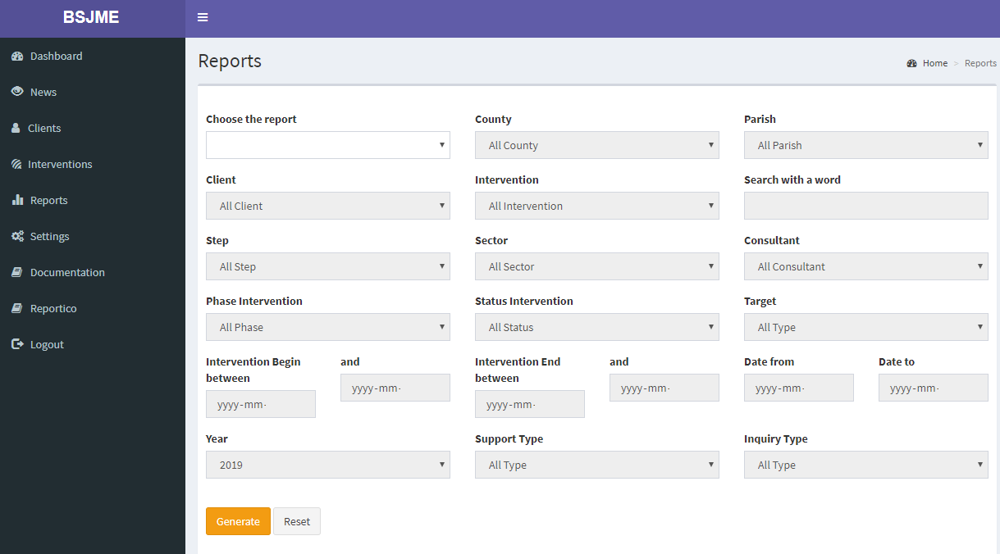 BSJME
Dashboard
News
Clients
Interventions
Reports
Settings
Documentation
Reportico
Logout
Reports
Home > Reports
Choose the report County Parish
All County All Parish
Client Intervention Search with a word
All Client All Intervention
Step Sector Consultant
All Step All Sector All Consultant
Phase Intervention Status Intervention Target
All Phase All Status All Type
Intervention Begin between and Intervention End between and Date from Date to
yyyy-mm- yyyy-mm- yyyy-mm- yyyy-mm- yyyy-mm- yyyy-mm-
Year Support Type Inquiry Type
2019 All Type All Type
Generate Reset